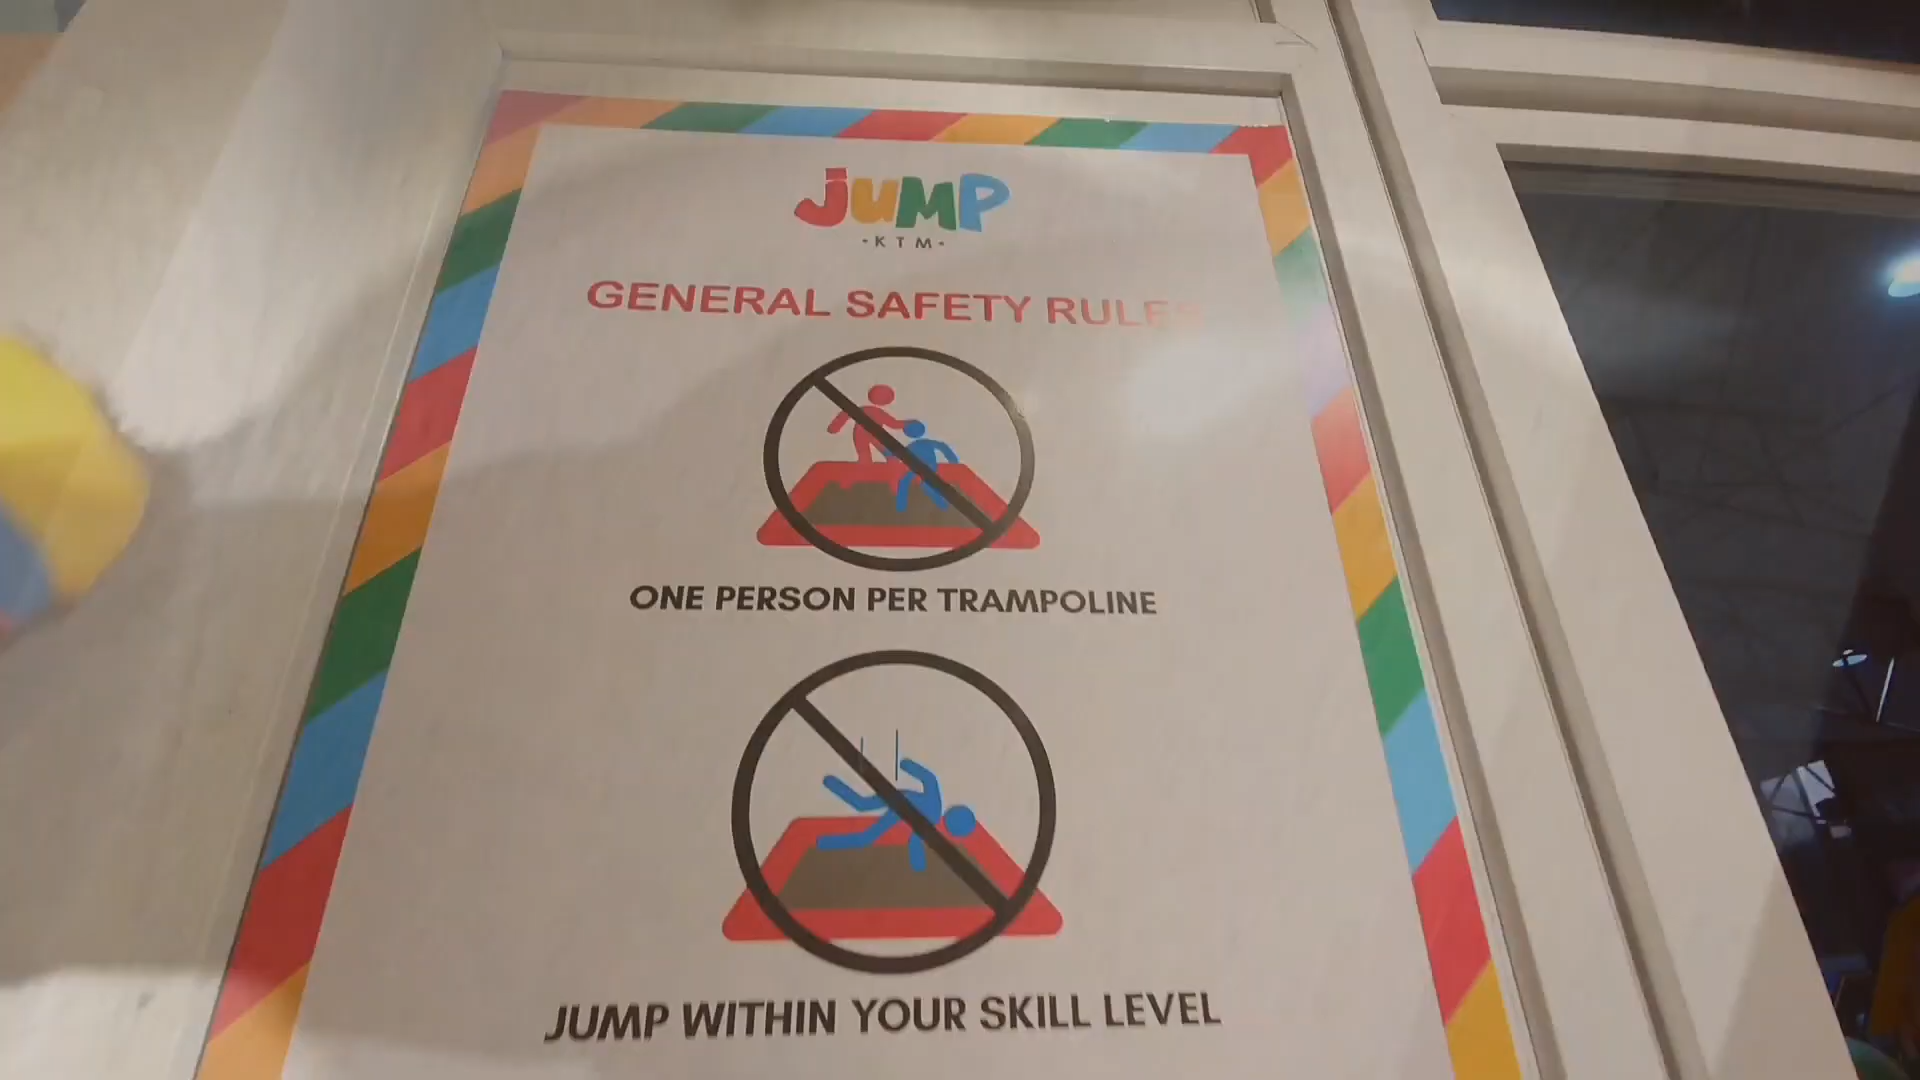 JUMP
·KTM·
GENERAL SAFETY RULES
ONE PERSON PER TRAMPOLINE
JUMP WITHIN YOUR SKILL LEVEL